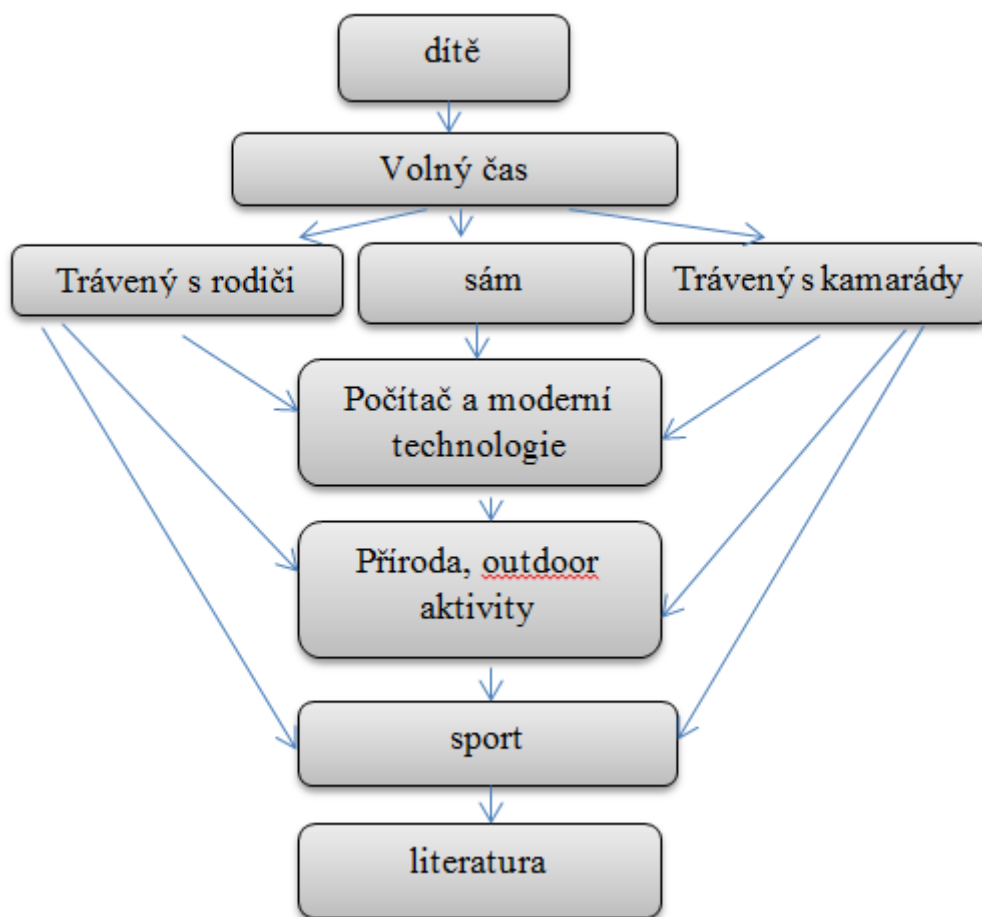 dítě
Volný čas
Trávený s rodiči
sám
Trávený s kamarády
Počítač a moderní
technologie
Příroda, outdoor
aktivity
sport
literatura